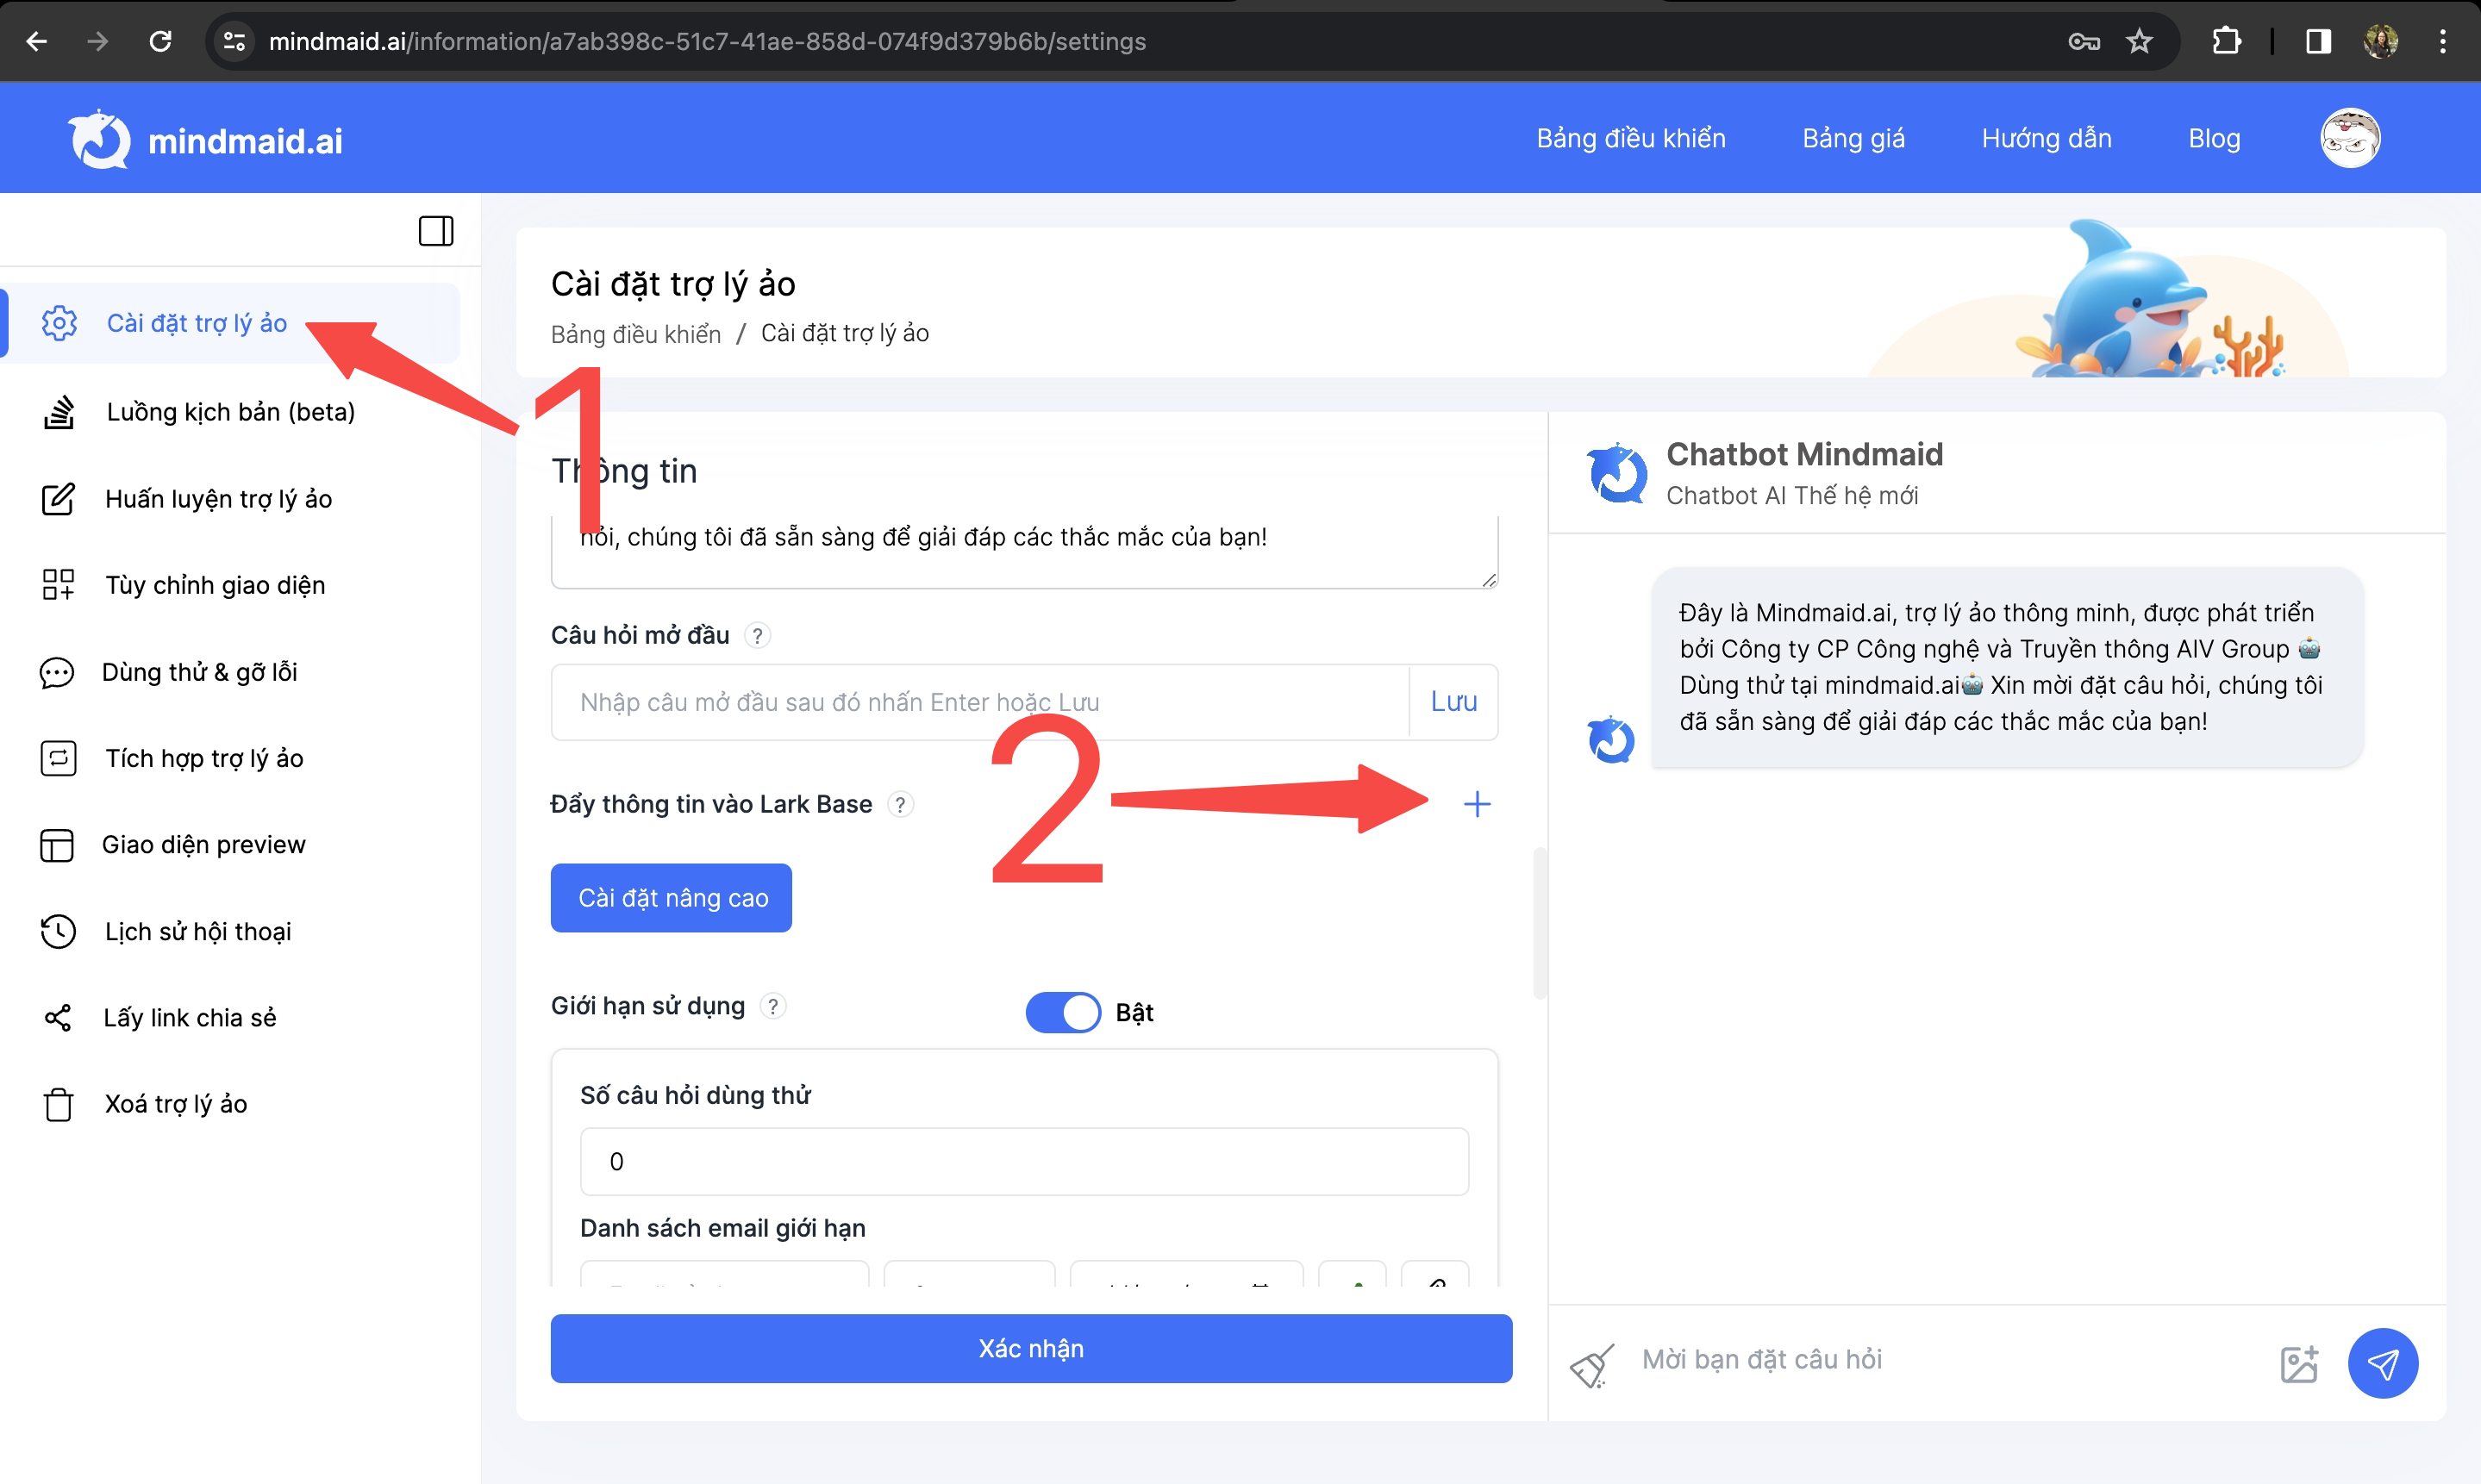 mindmaid.ai/information/a7ab398c-51c7-41ae-858d-074f9d379b6b/settings
mindmaid.ai
Bảng điều khiển
Bảng giá
Hướng dẫn
Blog
Cài đặt trợ lý ảo
Luồng kịch bản (beta)
Huấn luyện trợ lý ảo
Tùy chỉnh giao diện
Dùng thử & gỡ lỗi
Tích hợp trợ lý ảo
Giao diện preview
Lịch sử hội thoại
Lấy link chia sẻ
Xoá trợ lý ảo
Cài đặt trợ lý ảo
Bảng điều khiển / Cài đặt trợ lý ảo
1
Thông tin
hỏi, chúng tôi đã sẵn sàng để giải đáp các thắc mắc của bạn!
Câu hỏi mở đầu ?
Nhập câu mở đầu sau đó nhấn Enter hoặc Lưu
Lưu
2
Đẩy thông tin vào Lark Base ?
Cài đặt nâng cao
Giới hạn sử dụng ?
Bật
Số câu hỏi dùng thử
0
Danh sách email giới hạn
Xác nhận
Chatbot Mindmaid
Chatbot AI Thế hệ mới
Đây là Mindmaid.ai, trợ lý ảo thông minh, được phát triển
bởi Công ty CP Công nghệ và Truyền thông AIV Group 🤖
Dùng thử tại mindmaid.ai🤖 Xin mời đặt câu hỏi, chúng tôi
đã sẵn sàng để giải đáp các thắc mắc của bạn!
Mời bạn đặt câu hỏi